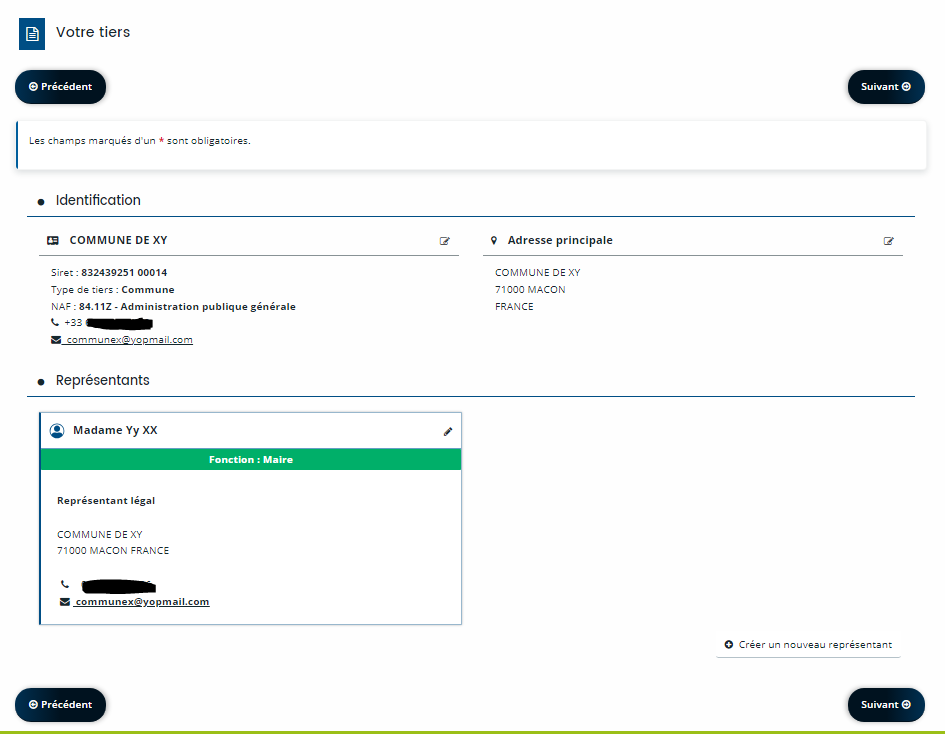 Votre tiers
Précédent
Suivant
Les champs marqués d'un * sont obligatoires.
Identification
COMMUNE DE XY
Siret : 832439251 00014
Type de tiers : Commune
NAF : 84.11Z - Administration publique générale
+33
communex@yopmail.com
Adresse principale
COMMUNE DE XY
71000 MACON
FRANCE
Représentants
Madame Yy XX
Fonction : Maire
Représentant légal
COMMUNE DE XY
71000 MACON FRANCE
communex@yopmail.com
Créer un nouveau représentant
Précédent
Suivant